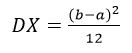 DX = (b-a)²/12